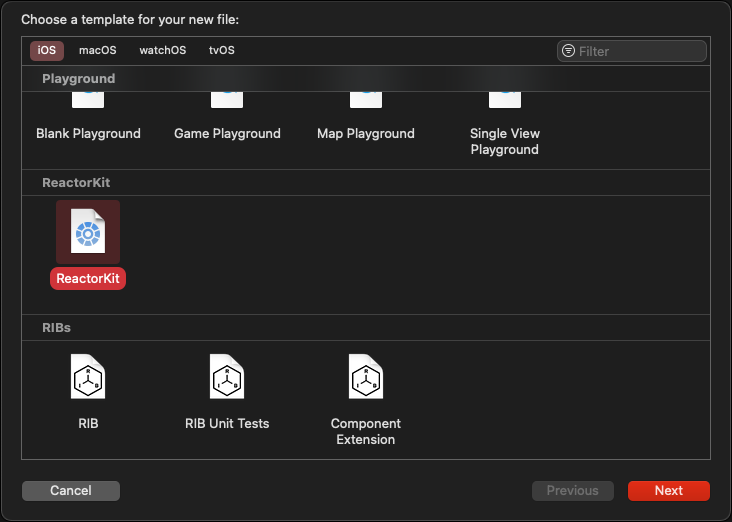 Choose a template for your new file:
iOS macOS watchOS tvOS Filter
Playground
Blank Playground Game Playground Map Playground Single View Playground
ReactorKit
ReactorKit
RIBs
R I B R I B R I B
RIB RIB Unit Tests Component Extension
Cancel Previous Next